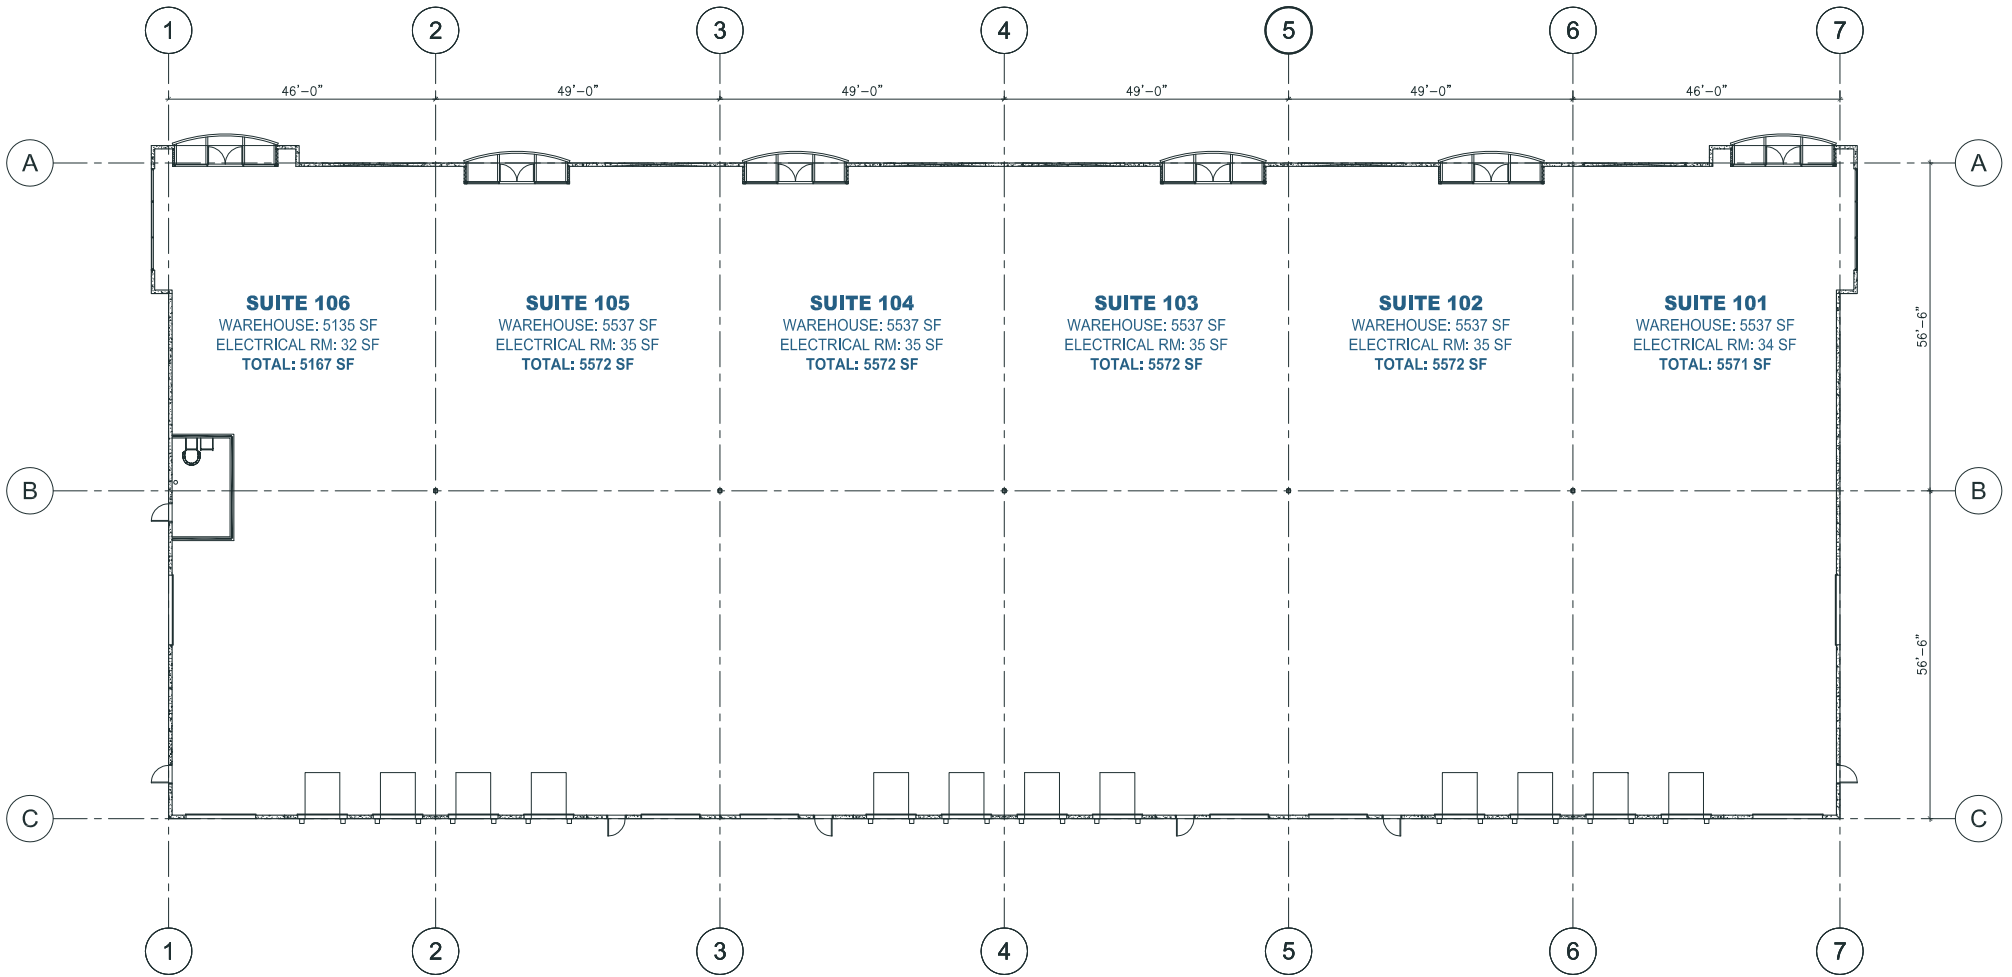 1 2 3 4 5 6 7
46'-0" 49'-0" 49'-0" 49'-0" 49'-0" 46'-0"
A A
SUITE 106
WAREHOUSE: 5135 SF
ELECTRICAL RM: 32 SF
TOTAL: 5167 SF
SUITE 105
WAREHOUSE: 5537 SF
ELECTRICAL RM: 35 SF
TOTAL: 5572 SF
SUITE 104
WAREHOUSE: 5537 SF
ELECTRICAL RM: 35 SF
TOTAL: 5572 SF
SUITE 103
WAREHOUSE: 5537 SF
ELECTRICAL RM: 35 SF
TOTAL: 5572 SF
SUITE 102
WAREHOUSE: 5537 SF
ELECTRICAL RM: 35 SF
TOTAL: 5572 SF
SUITE 101
WAREHOUSE: 5537 SF
ELECTRICAL RM: 34 SF
TOTAL: 5571 SF
56'-6"
B B
56'-6"
C C
1 2 3 4 5 6 7